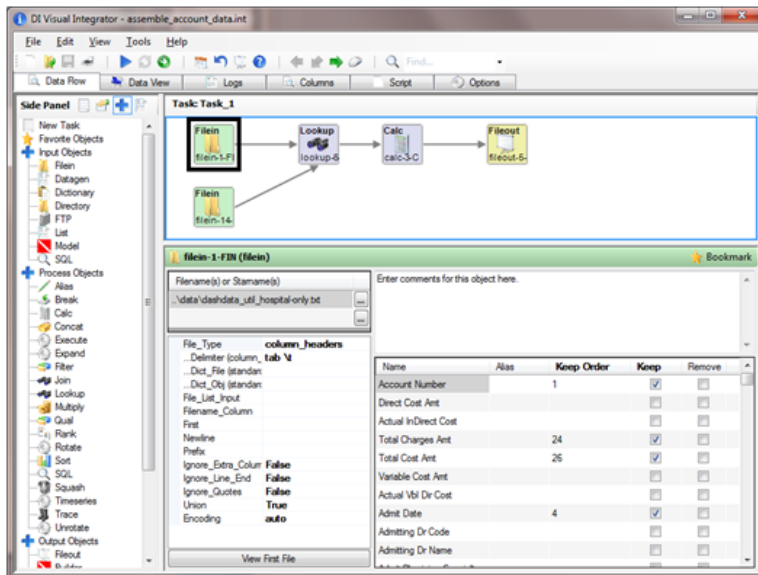 DI Visual Integrator - assemble_account_data.int
File Edit View Tools Help
Find...
Data Flow Data View Logs Columns Script Options
Side Panel
New Task
Favorite Objects
Input Objects
Filein
Datagen
Dictionary
Directory
FTP
List
Model
SQL
Process Objects
Alias
Break
Calc
Concat
Execute
Expand
Filter
Join
Lookup
Multiply
Qual
Rank
Rotate
Sort
SQL
Squash
Timeseries
Trace
Unrotate
Output Objects
Fileout
Builder
Task: Task_1
Filein
filein-1-FI
Lookup
lookup-6
Calc
calc-3-C
Fileout
fileout-5-
Filein
filein-14-
filein-1-FIN (filein)
Bookmark
Filename(s) or Starname(s)
..\data\dashdata_util_hospital-only.txt ...
...
File_Type column_headers
...Delimiter (column_ tab \t
...Dict_File (standan
...Dict_Obj (standan
File_List_Input
Filename_Column
First
Newline
Prefix
Ignore_Extra_Colum False
Ignore_Line_End False
Ignore_Quotes False
Union True
Encoding auto
View First File
Enter comments for this object here.
Name Alias Keep Order Keep Remove
Account Number 1
Direct Cost Amt
Actual InDirect Cost
Total Charges Amt 24
Total Cost Amt 26
Variable Cost Amt
Actual Vbl Dir Cost
Admit Date 4
Admitting Dr Code
Admitting Dr Name